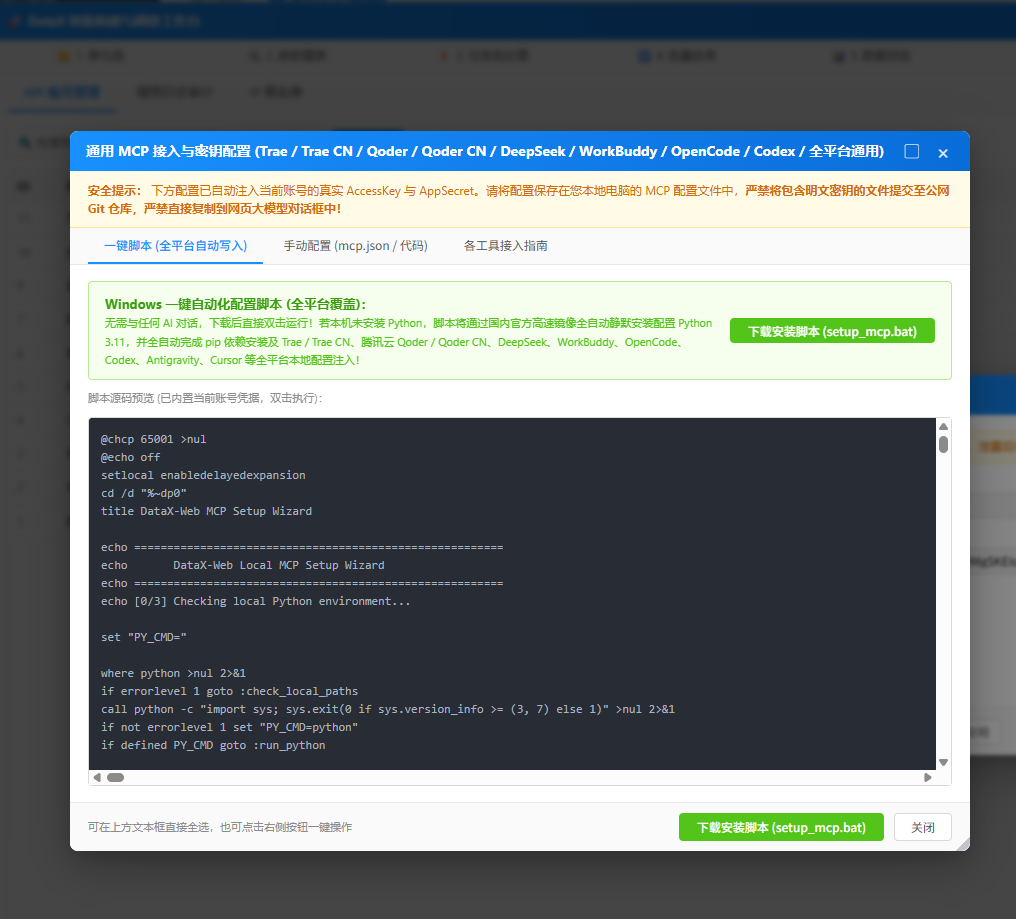 通用 MCP 接入与密钥配置 (Trae / Trae CN / Qoder / Qoder CN / DeepSeek / WorkBuddy / OpenCode / Codex / 全平台通用)
安全提示： 下方配置已自动注入当前账号的真实 AccessKey 与 AppSecret。请将配置保存在您本地电脑的 MCP 配置文件中，严禁将包含明文密钥的文件提交至公网
Git 仓库，严禁直接复制到网页大模型对话框中！
一键脚本 (全平台自动写入)
手动配置 (mcp.json / 代码)
各工具接入指南
Windows 一键自动化配置脚本 (全平台覆盖)：
无需与任何 AI 对话，下载后直接双击运行！若本机未安装 Python，脚本将通过国内官方高速镜像全自动静默安装配置 Python
3.11，并全自动完成 pip 依赖安装及 Trae / Trae CN、腾讯云 Qoder / Qoder CN、DeepSeek、WorkBuddy、OpenCode、
Codex、Antigravity、Cursor 等全平台本地配置注入！
下载安装脚本 (setup_mcp.bat)
脚本源码预览 (已内置当前账号凭据，双击执行)：
@chcp 65001 >nul
@echo off
setlocal enabledelayedexpansion
cd /d "%~dp0"
title DataX-Web MCP Setup Wizard
echo ========================================================
echo       DataX-Web Local MCP Setup Wizard
echo ========================================================
echo [0/3] Checking local Python environment...
set "PY_CMD="
where python >nul 2>&1
if errorlevel 1 goto :check_local_paths
call python -c "import sys; sys.exit(0 if sys.version_info >= (3, 7) else 1)" >nul 2>&1
if not errorlevel 1 set "PY_CMD=python"
if defined PY_CMD goto :run_python
可在上方文本框直接全选，也可点击右侧按钮一键操作
下载安装脚本 (setup_mcp.bat)
关闭